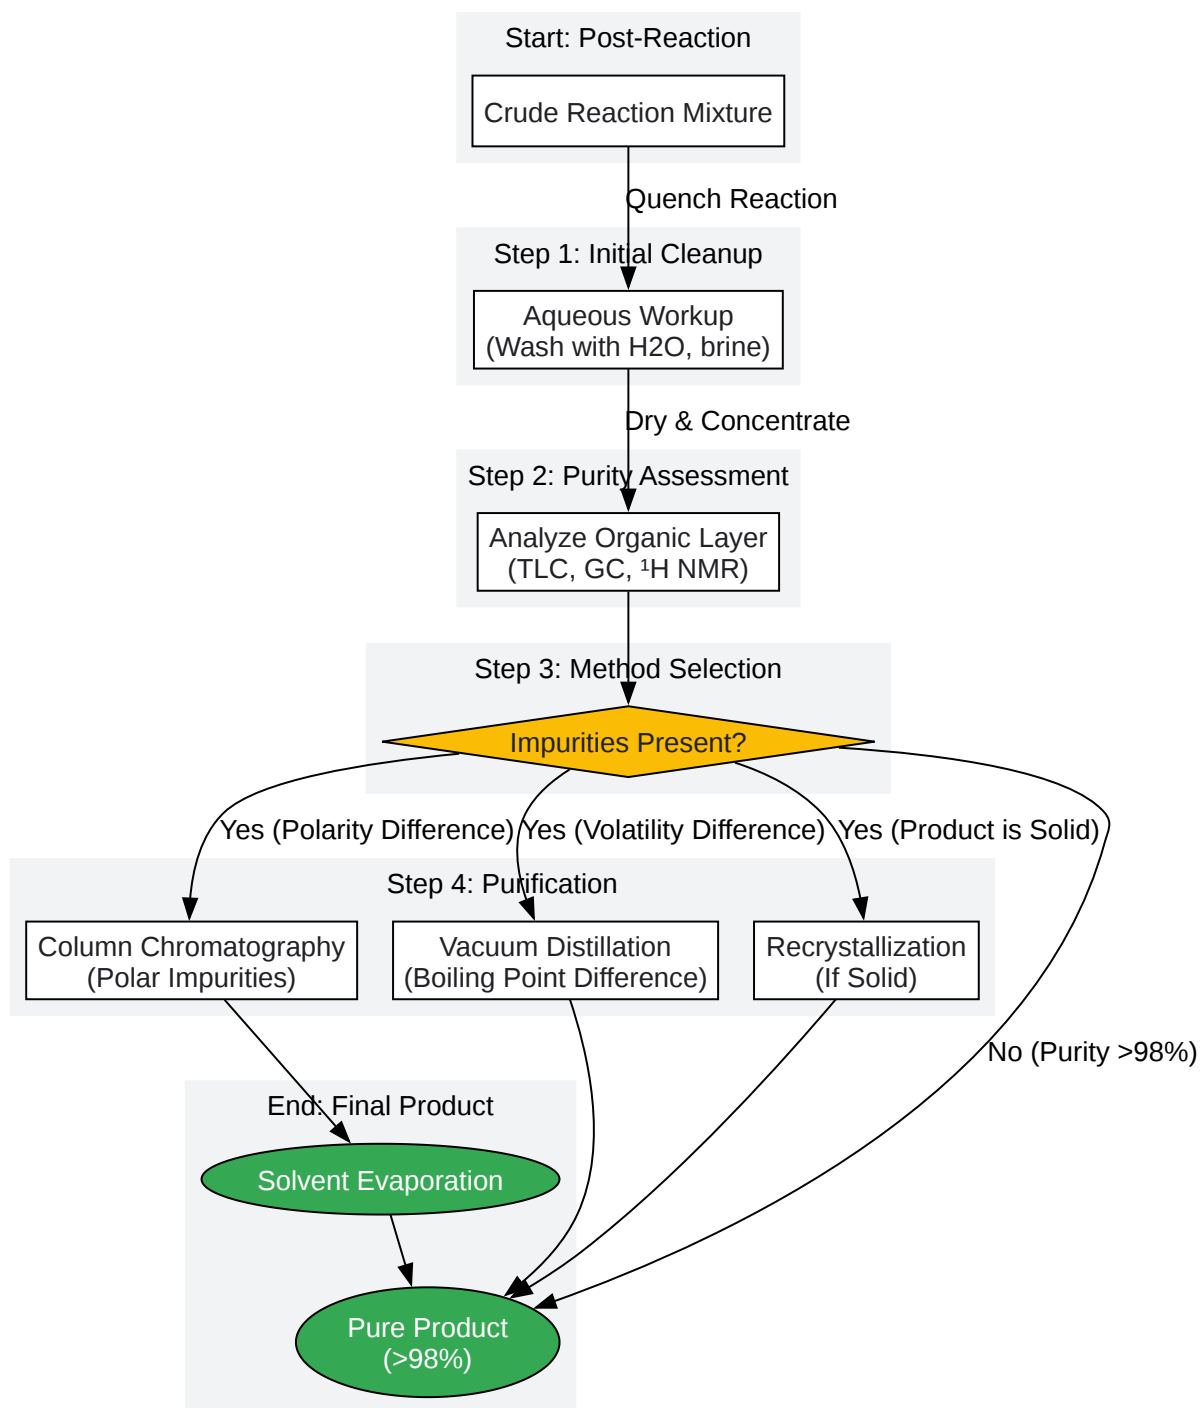 Start: Post-Reaction
Crude Reaction Mixture
Quench Reaction
Step 1: Initial Cleanup
Aqueous Workup
(Wash with H2O, brine)
Dry & Concentrate
Step 2: Purity Assessment
Analyze Organic Layer
(TLC, GC, ¹H NMR)
Step 3: Method Selection
Impurities Present?
Yes (Polarity Difference)
Yes (Volatility Difference)
Yes (Product is Solid)
Step 4: Purification
Column Chromatography
(Polar Impurities)
Vacuum Distillation
(Boiling Point Difference)
Recrystallization
(If Solid)
No (Purity >98%)
End: Final Product
Solvent Evaporation
Pure Product
(>98%)